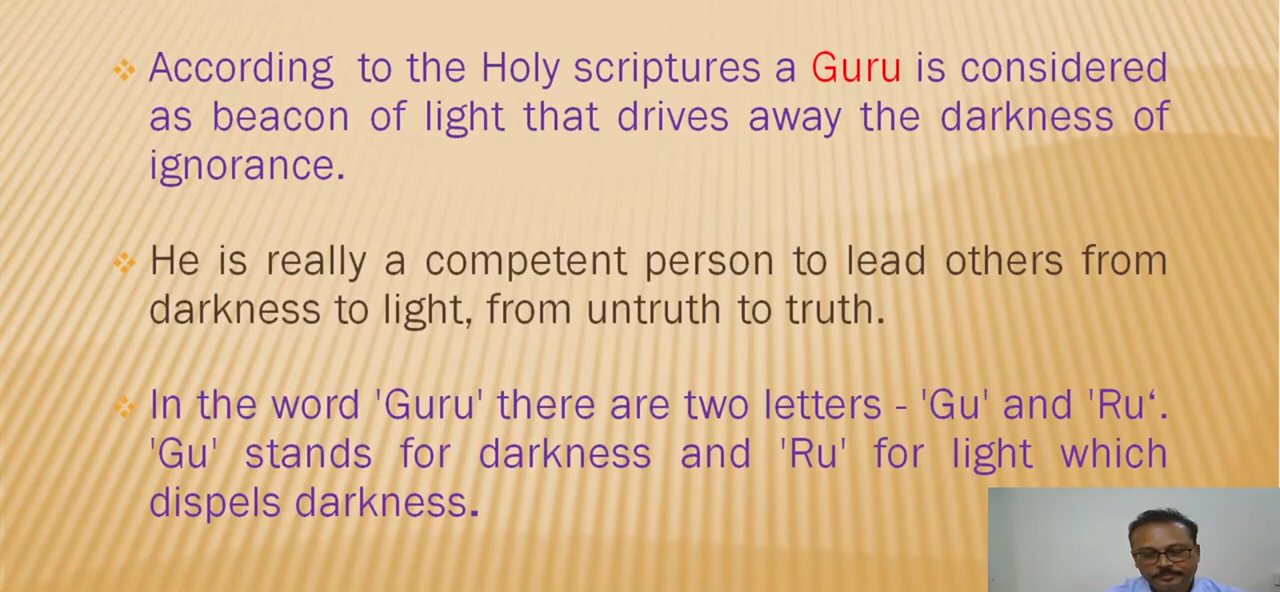 According to the Holy scriptures a Guru is considered
as beacon of light that drives away the darkness of
ignorance.
He is really a competent person to lead others from
darkness to light, from untruth to truth.
In the word 'Guru' there are two letters - 'Gu' and 'Ru‘.
'Gu' stands for darkness and 'Ru' for light which
dispels darkness.